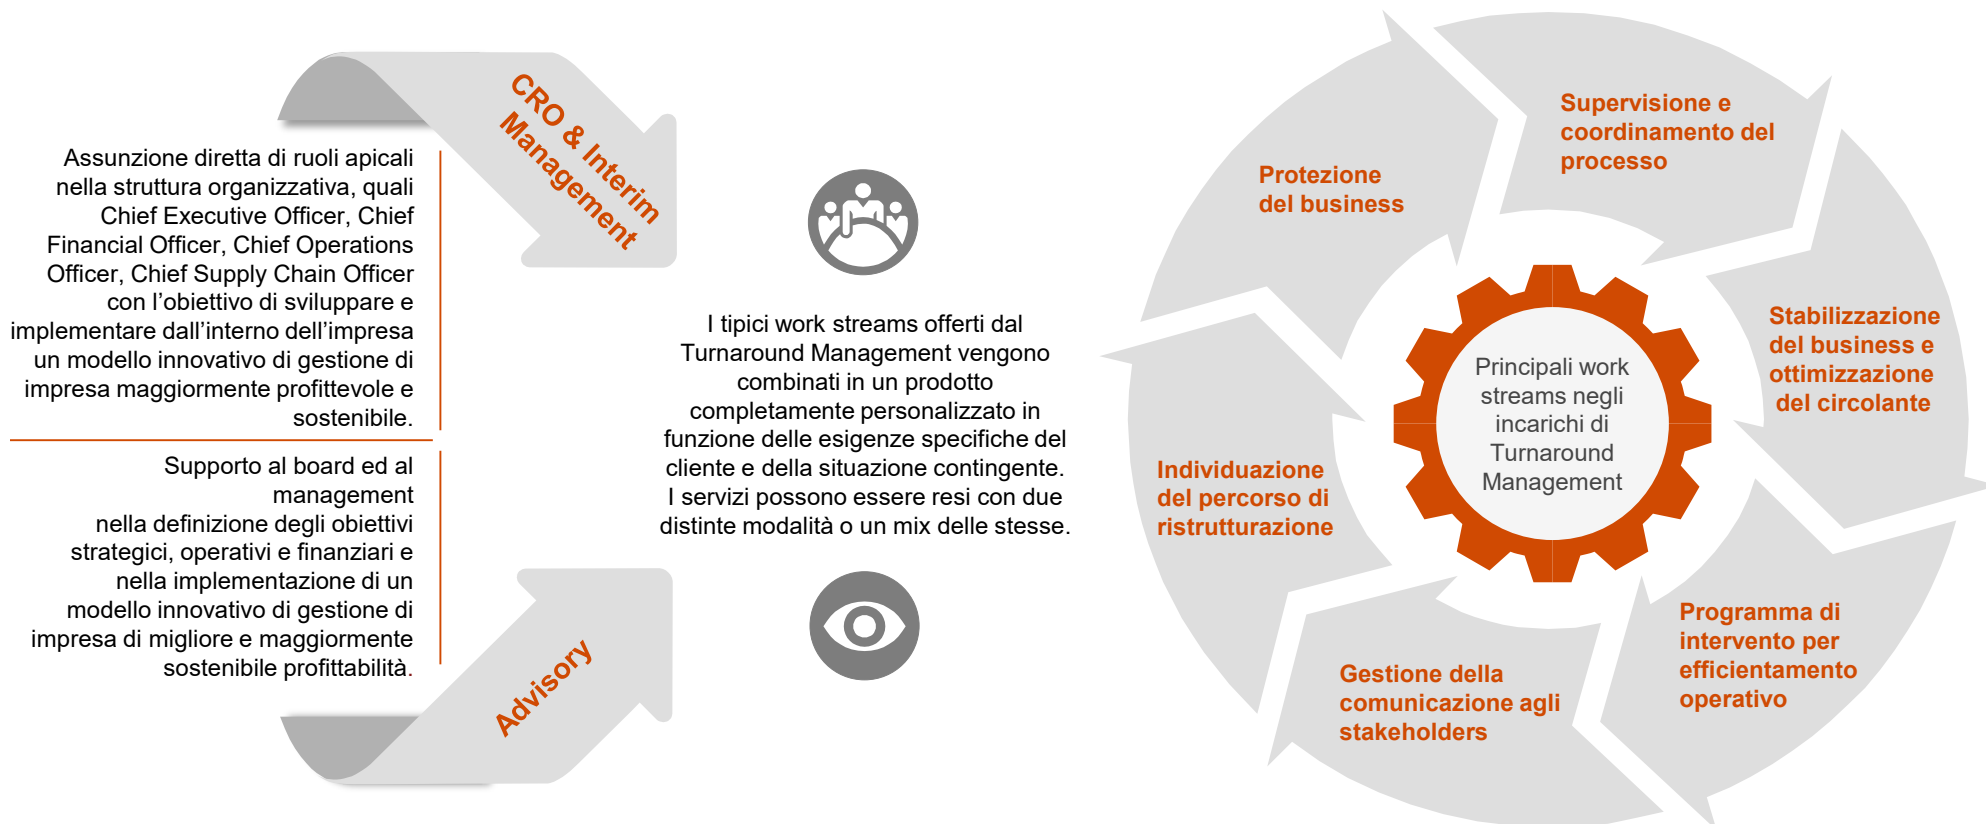 CRO & Interim
Management
Assunzione diretta di ruoli apicali
nella struttura organizzativa, quali
Chief Executive Officer, Chief
Financial Officer, Chief Operations
Officer, Chief Supply Chain Officer
con l’obiettivo di sviluppare e
implementare dall’interno dell’impresa
un modello innovativo di gestione di
impresa maggiormente profittevole e
sostenibile.
Supporto al board ed al
management
nella definizione degli obiettivi
strategici, operativi e finanziari e
nella implementazione di un
modello innovativo di gestione di
impresa di migliore e maggiormente
sostenibile profittabilità.
Advisory
I tipici work streams offerti dal
Turnaround Management vengono
combinati in un prodotto
completamente personalizzato in
funzione delle esigenze specifiche del
cliente e della situazione contingente.
I servizi possono essere resi con due
distinte modalità o un mix delle stesse.
Supervisione e
coordinamento del
processo
Stabilizzazione
del business e
ottimizzazione
del circolante
Programma di
intervento per
efficientamento
operativo
Gestione della
comunicazione agli
stakeholders
Individuazione
del percorso di
ristrutturazione
Protezione
del business
Principali work
streams negli
incarichi di
Turnaround
Management